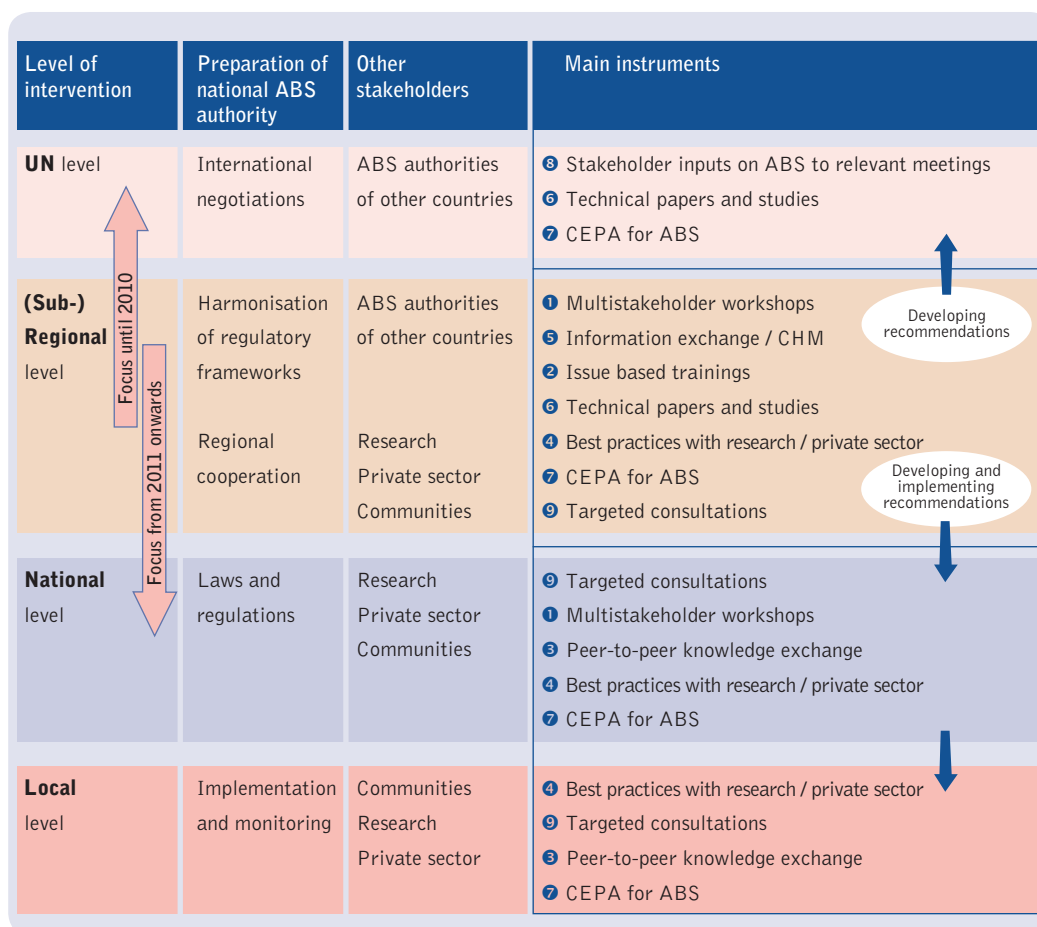 Level of
intervention
Preparation of
national ABS
authority
Other
stakeholders
Main instruments
UN level
International
negotiations
ABS authorities
of other countries
❽ Stakeholder inputs on ABS to relevant meetings
❻ Technical papers and studies
❼ CEPA for ABS
Focus until 2010
(Sub-)
Regional
level
Harmonisation
of regulatory
frameworks
Regional
cooperation
ABS authorities
of other countries
Research
Private sector
Communities
❶ Multistakeholder workshops
❺ Information exchange / CHM
❷ Issue based trainings
❻ Technical papers and studies
❹ Best practices with research / private sector
❼ CEPA for ABS
❾ Targeted consultations
Developing
recommendations
Developing and
implementing
recommendations
Focus from 2011 onwards
National
level
Laws and
regulations
Research
Private sector
Communities
❾ Targeted consultations
❶ Multistakeholder workshops
❸ Peer-to-peer knowledge exchange
❹ Best practices with research / private sector
❼ CEPA for ABS
Local
level
Implementation
and monitoring
Communities
Research
Private sector
❹ Best practices with research / private sector
❾ Targeted consultations
❸ Peer-to-peer knowledge exchange
❼ CEPA for ABS